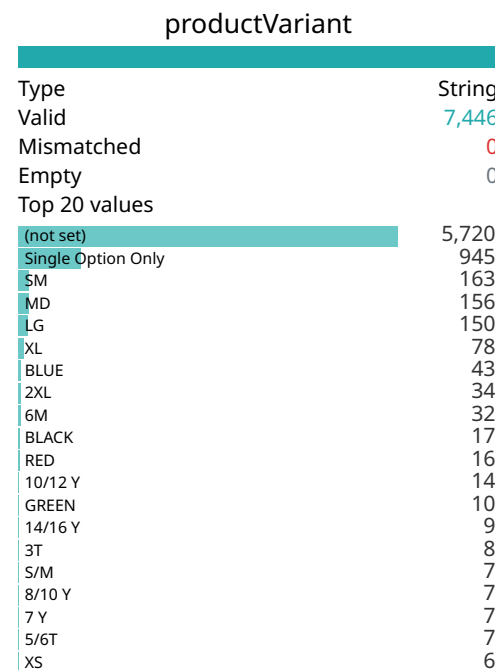 productVariant
Type String
Valid 7,446
Mismatched 0
Empty 0
Top 20 values
(not set) 5,720
Single Option Only 945
SM 163
MD 156
LG 150
XL 78
BLUE 43
2XL 34
6M 32
BLACK 17
RED 16
10/12 Y 14
GREEN 10
14/16 Y 9
3T 8
S/M 7
8/10 Y 7
7 Y 7
5/6T 7
XS 6